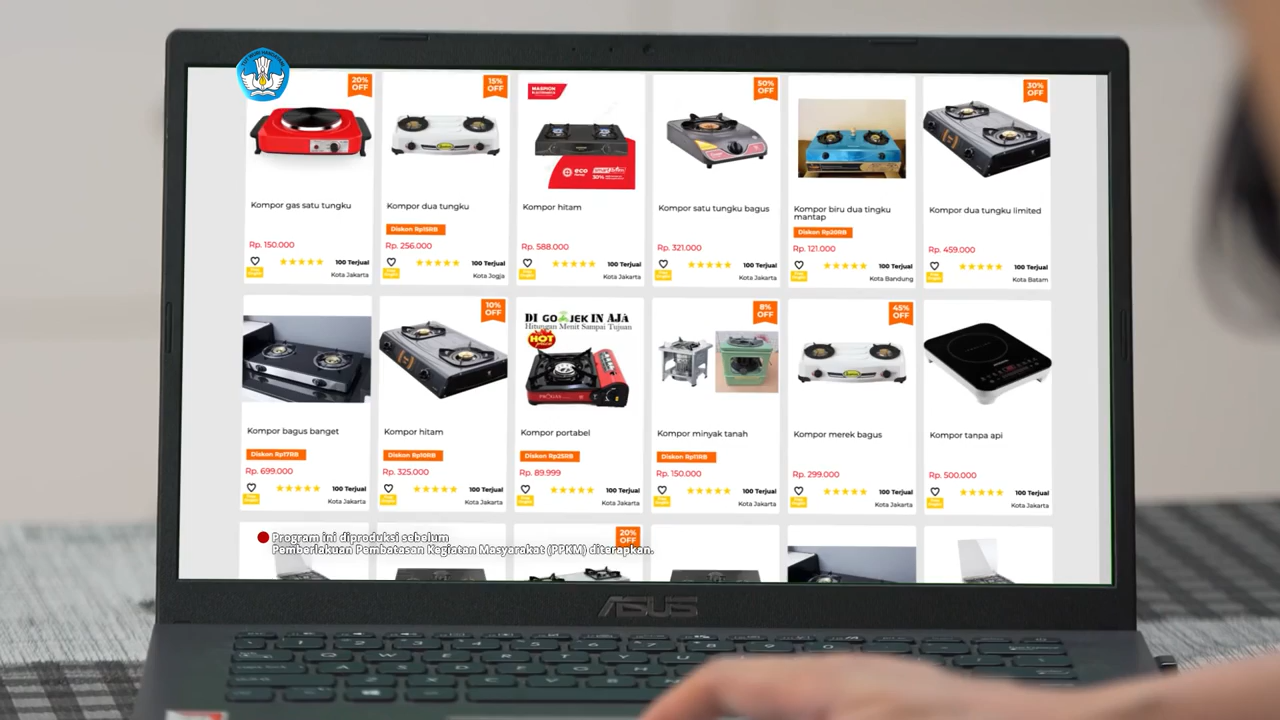 TUT WURI HANDAYANI
20%
OFF
Kompor gas satu tungku
Rp. 150.000
100 Terjual
Kota Jakarta
15%
OFF
Kompor dua tungku
Diskon Rp15RB
Rp. 256.000
100 Terjual
Kota Jogja
MASPION
ELECTRONICS
eco
30%
Kompor hitam
Rp. 588.000
100 Terjual
Kota Jakarta
50%
OFF
Kompor satu tungku bagus
Rp. 321.000
100 Terjual
Kota Jakarta
Kompor biru dua tingku
mantap
Diskon Rp20RB
Rp. 121.000
100 Terjual
Kota Bandung
30%
OFF
Kompor dua tungku limited
Rp. 459.000
100 Terjual
Kota Batam
Kompor bagus banget
Diskon Rp17RB
Rp. 699.000
100 Terjual
Kota Jakarta
10%
OFF
Kompor hitam
Diskon Rp10RB
Rp. 325.000
100 Terjual
Kota Jakarta
DI GOJEK IN AJA
Hitungan Menit Sampai Tujuan
HOT
Kompor portabel
Diskon Rp25RB
Rp. 89.999
100 Terjual
Kota Jakarta
8%
OFF
Kompor minyak tanah
Diskon Rp11RB
Rp. 150.000
100 Terjual
Kota Jakarta
45%
OFF
Kompor merek bagus
Rp. 299.000
100 Terjual
Kota Jakarta
Kompor tanpa api
Rp. 500.000
100 Terjual
Kota Jakarta
20%
OFF
Program ini diproduksi sebelum
Pemberlakuan Pembatasan Kegiatan Masyarakat (PPKM) diterapkan.
ASUS